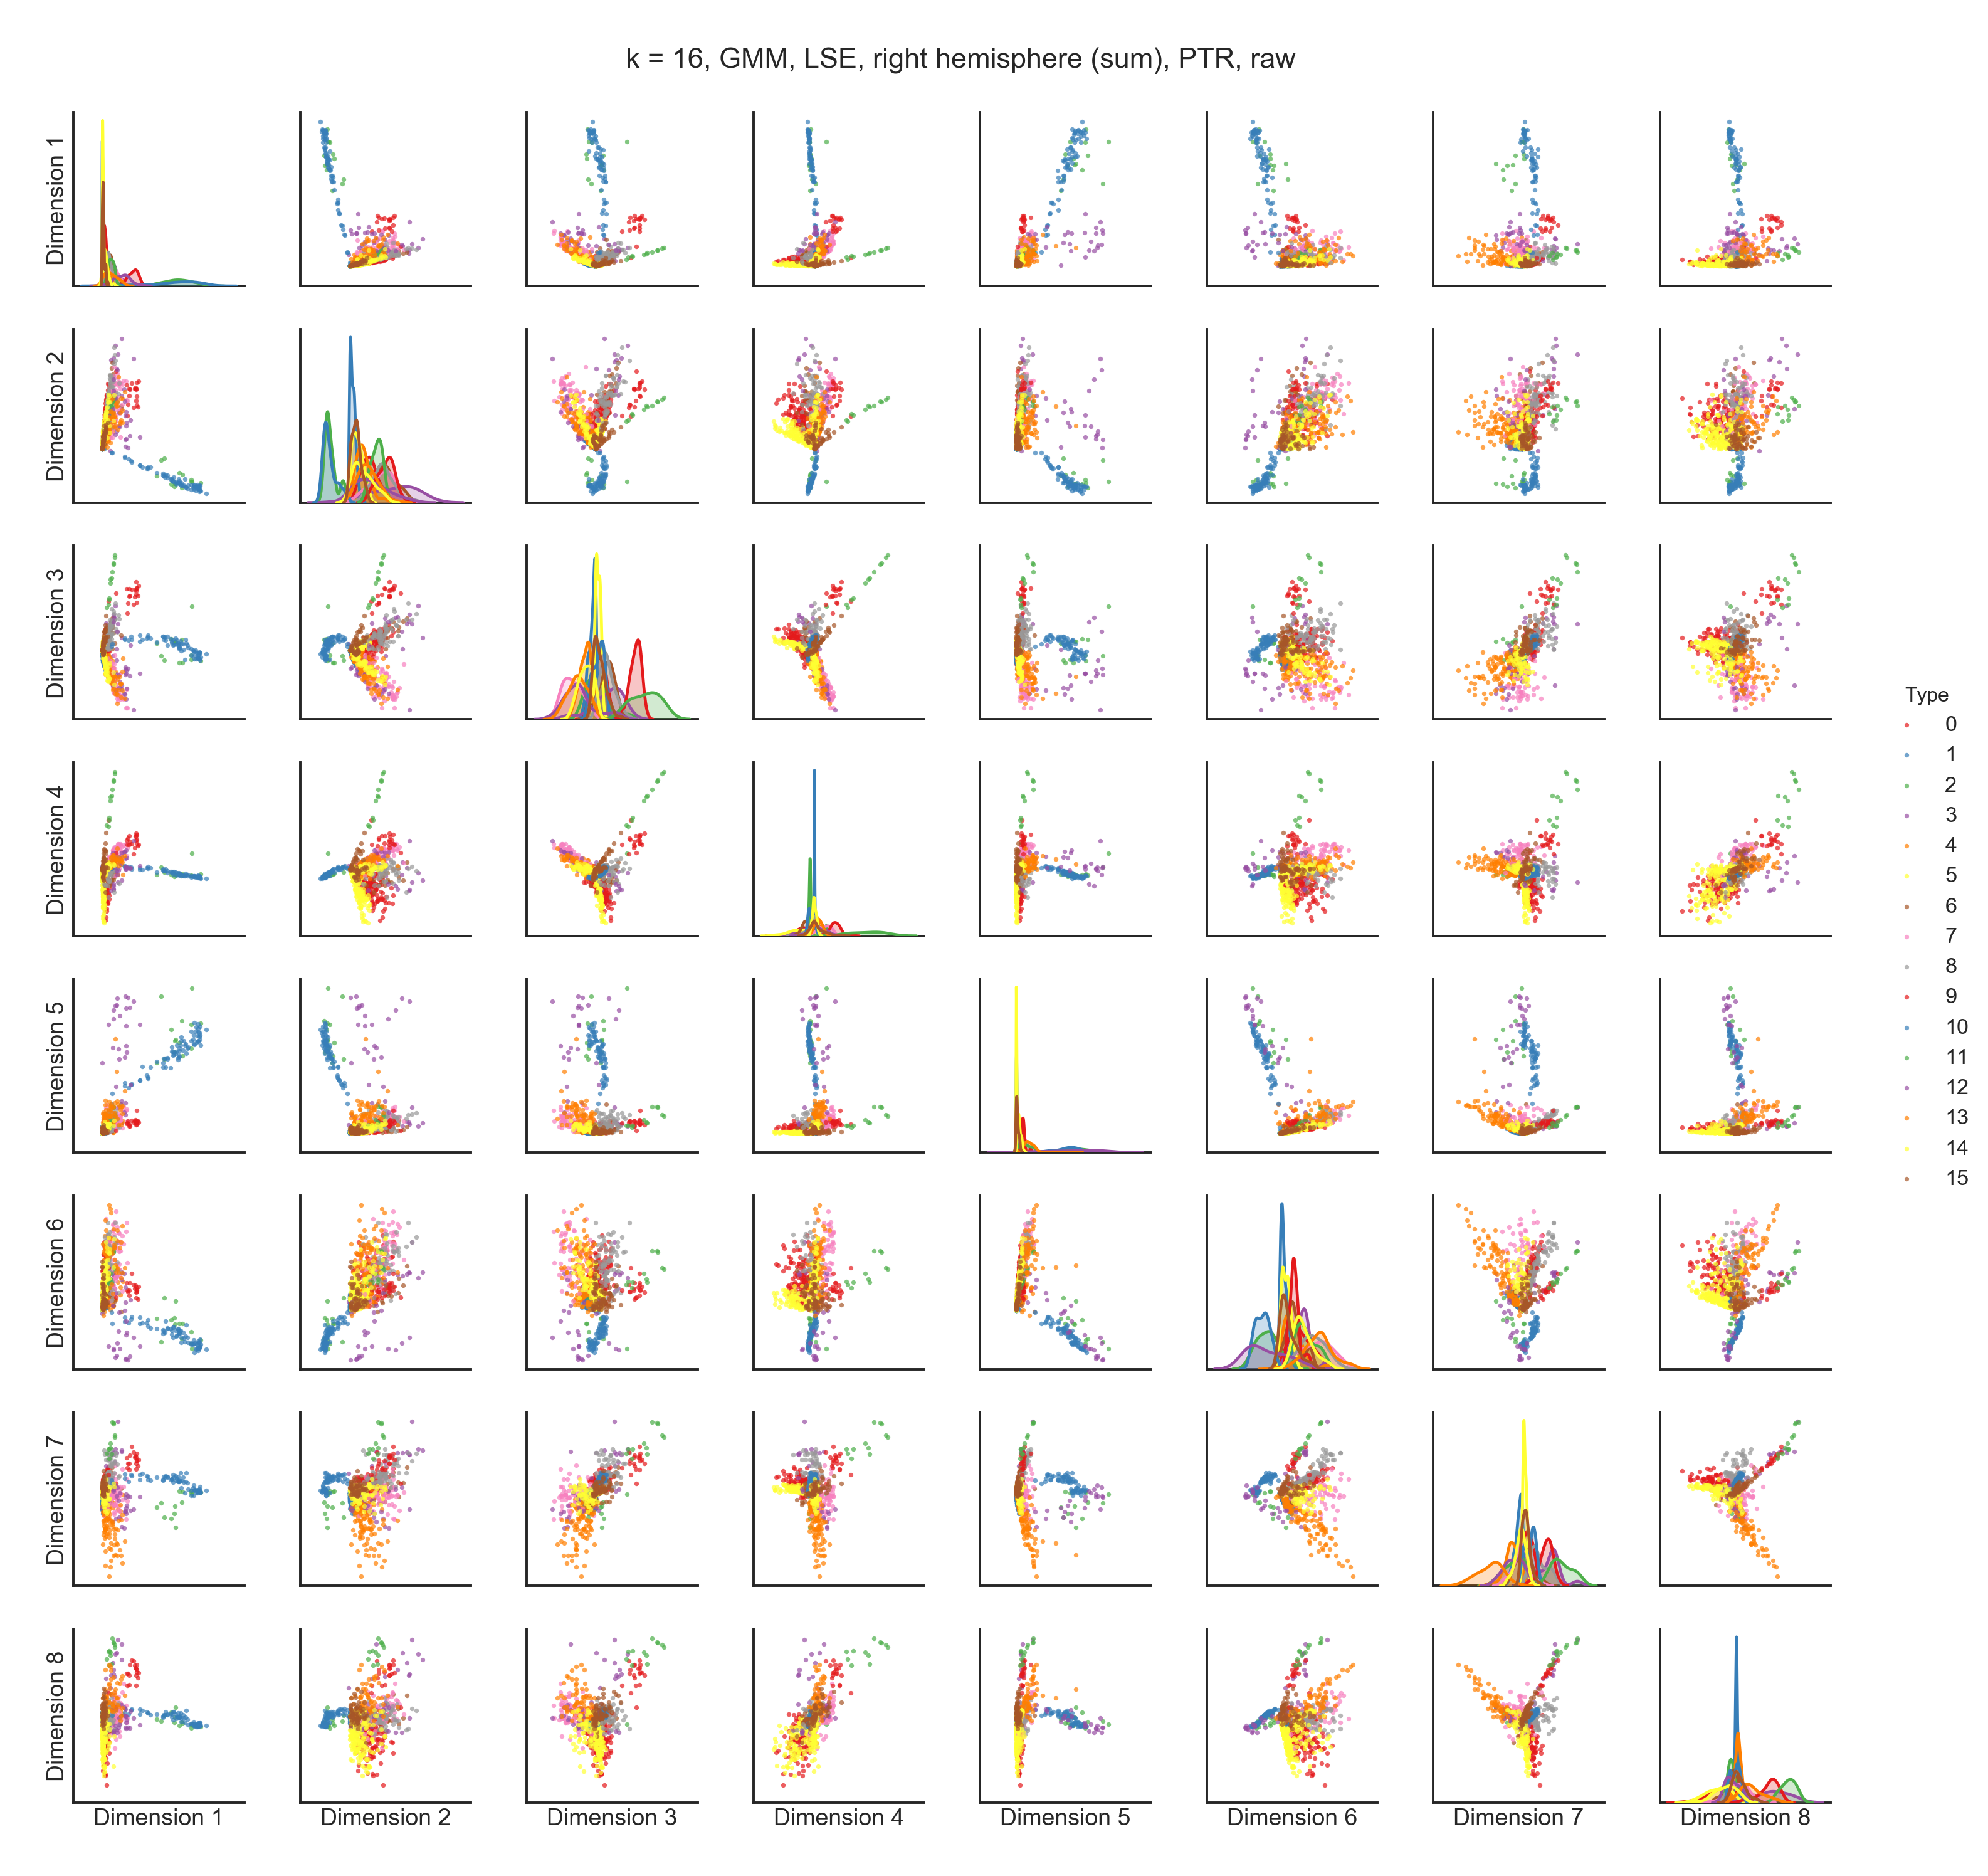 k = 16, GMM, LSE, right hemisphere (sum), PTR, raw
Dimension 1
Dimension 2
Dimension 3
Dimension 4
Dimension 5
Dimension 6
Dimension 7
Dimension 8
Type
0
1
2
3
4
5
6
7
8
9
10
11
12
13
14
15
Dimension 1
Dimension 2
Dimension 3
Dimension 4
Dimension 5
Dimension 6
Dimension 7
Dimension 8